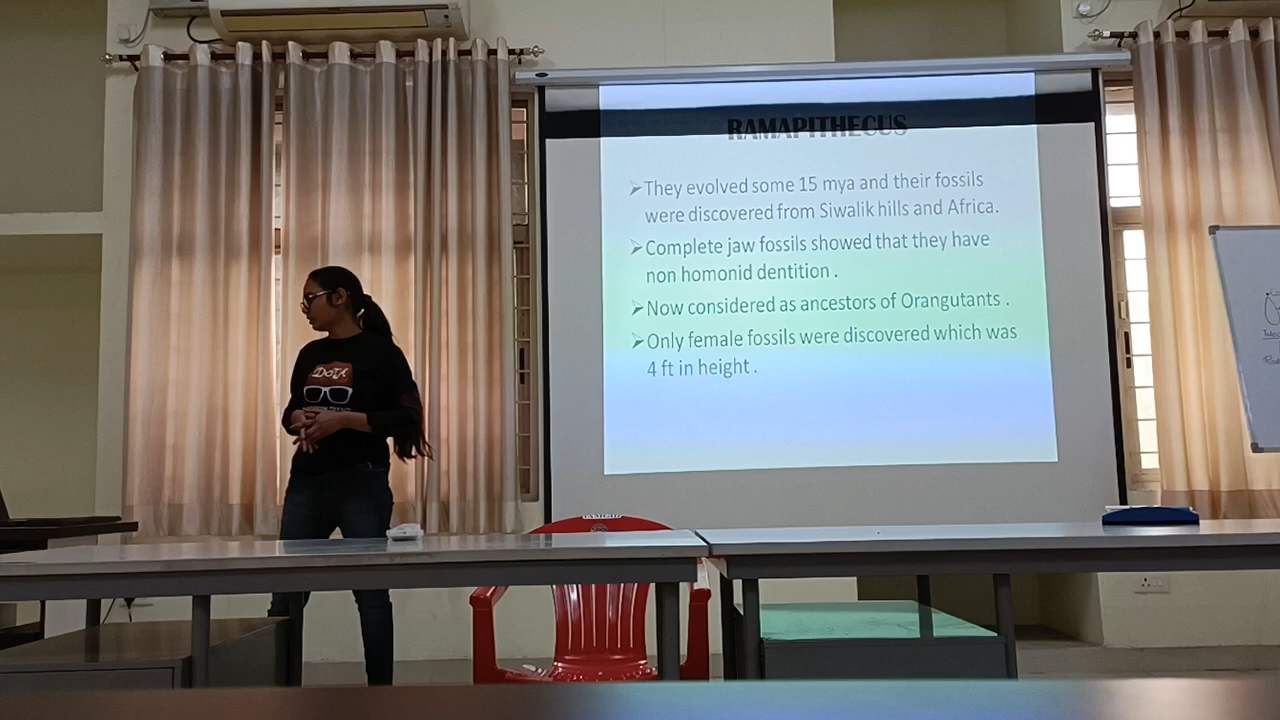 RAMAPITHECUS
➢They evolved some 15 mya and their fossils
were discovered from Siwalik hills and Africa.
➢Complete jaw fossils showed that they have
non homonid dentition .
➢Now considered as ancestors of Orangutants .
➢Only female fossils were discovered which was
4 ft in height .
DOTA